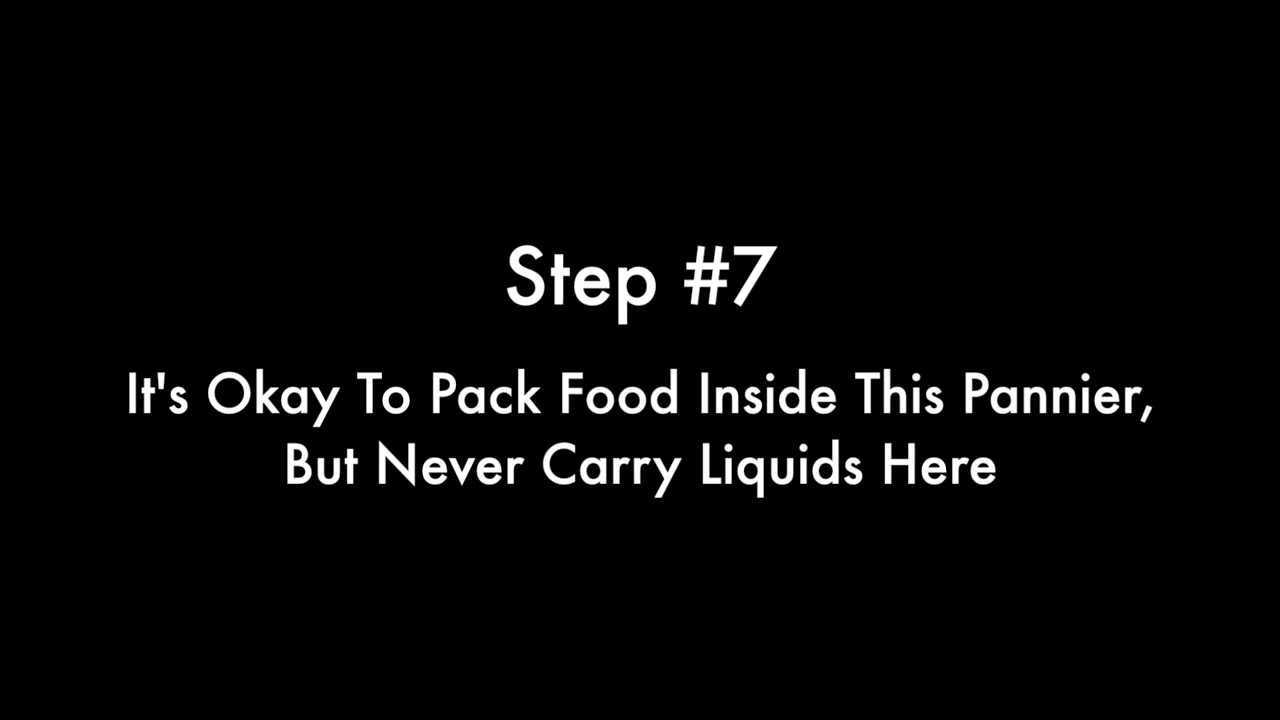 Step #7
It's Okay To Pack Food Inside This Pannier,
But Never Carry Liquids Here